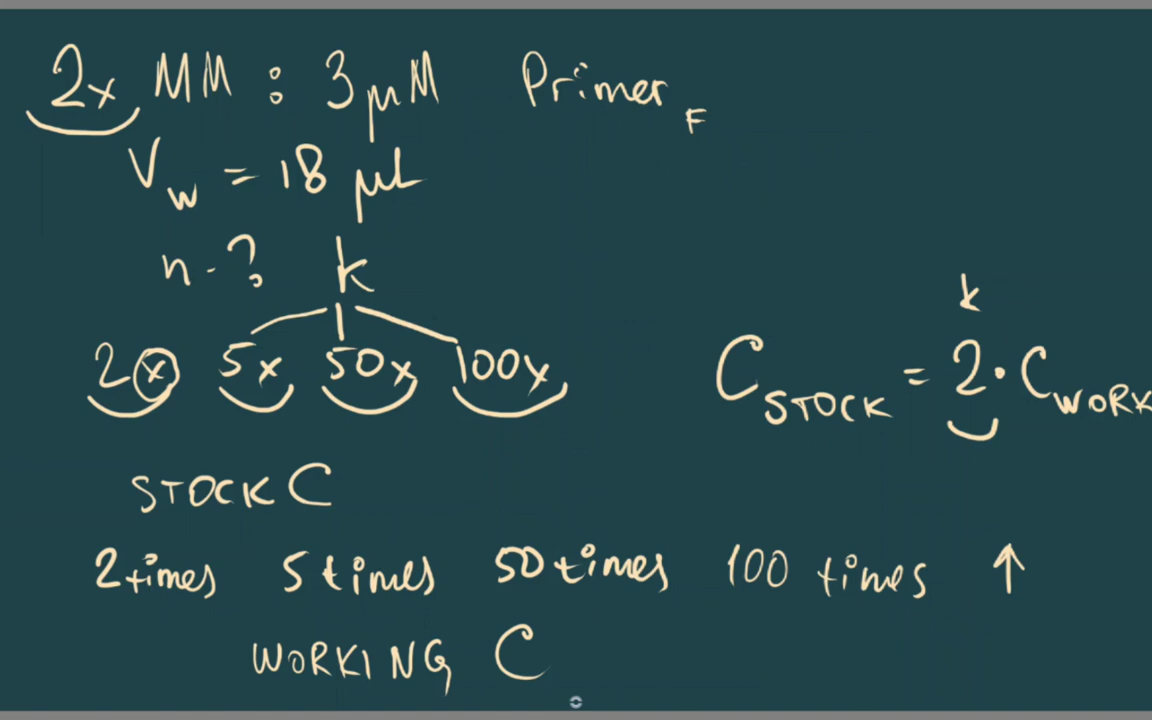 2x MM : 3 μM Primer F
V w = 18 μL
n - ? k
2x 5x 50x 100x
k
C STOCK = 2 · C WORK
STOCK C
2 times 5 times 50 times 100 times ↑
WORKING C